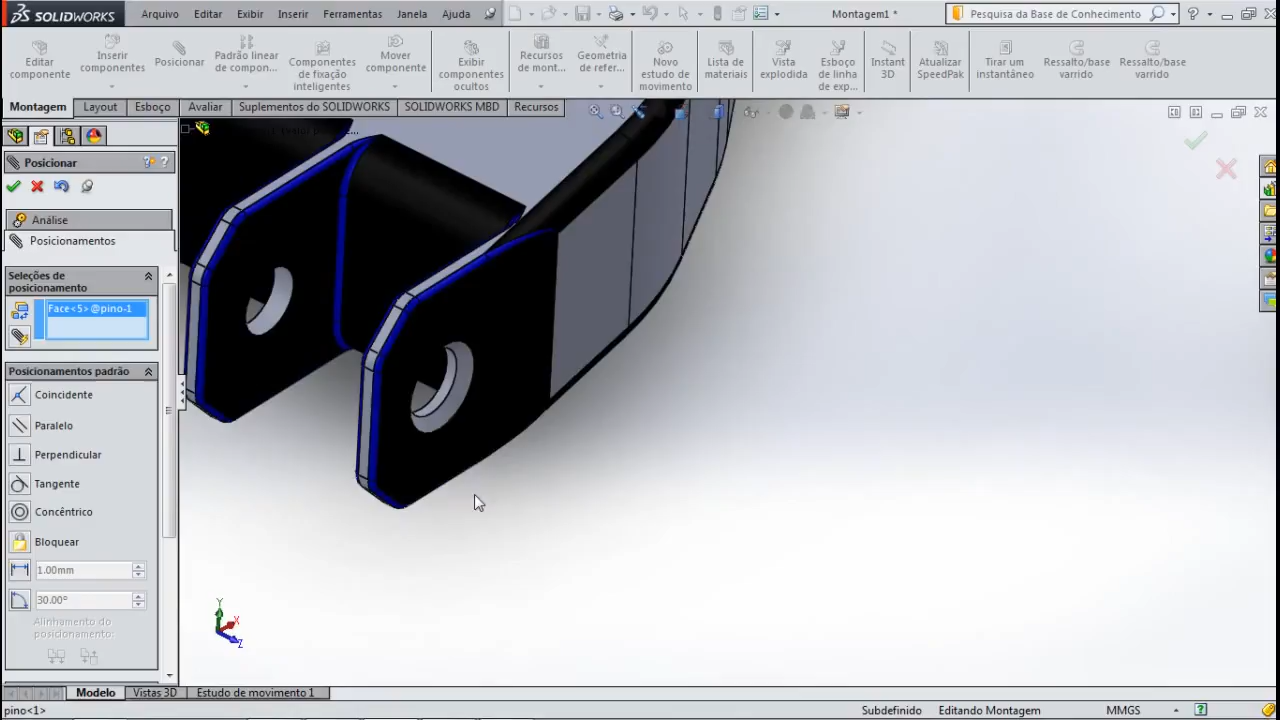 SOLIDWORKS
Arquivo
Editar
Exibir
Inserir
Ferramentas
Janela
Ajuda
Montagem1 *
Pesquisa da Base de Conhecimento
Editar
componente
Inserir
componentes
Posicionar
Padrão linear
de compon...
Componentes
de fixação
inteligentes
Mover
componente
Exibir
componentes
ocultos
Recursos
de mont...
Geometria
de refer...
Novo
estudo de
movimento
Lista de
materiais
Vista
explodida
Esboço
de linha
de exp...
Instant
3D
Atualizar
SpeedPak
Tirar um
instantâneo
Ressalto/base
varrido
Ressalto/base
varrido
Montagem
Layout
Esboço
Avaliar
Suplementos do SOLIDWORKS
SOLIDWORKS MBD
Recursos
Posicionar
Análise
Posicionamentos
Seleções de
posicionamento
Face<5>@pino-1
Posicionamentos padrão
Coincidente
Paralelo
Perpendicular
Tangente
Concêntrico
Bloquear
1.00mm
30.00°
Alinhamento do
posicionamento:
Y
X
Z
Modelo
Vistas 3D
Estudo de movimento 1
pino<1>
Subdefinido
Editando Montagem
MMGS